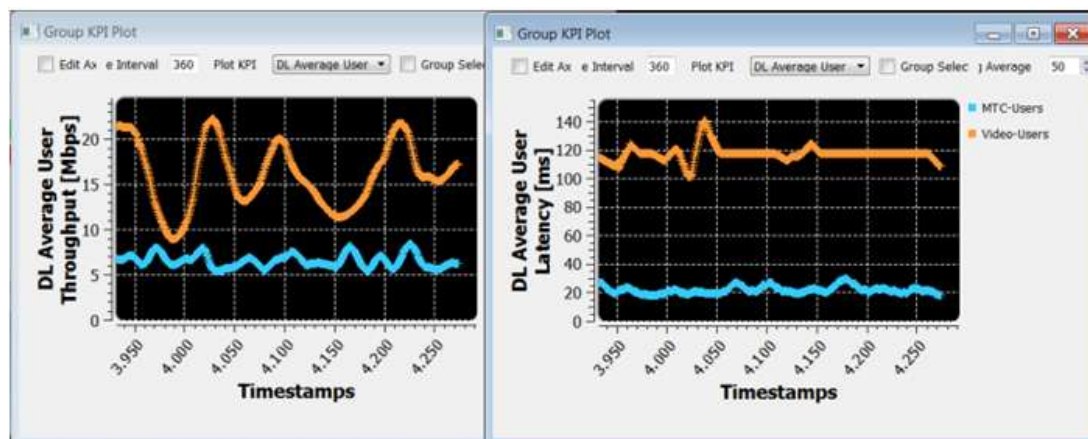 Group KPI Plot
Edit Ax e Interval 360 Plot KPI DL Average User Group Selec
DL Average User
Throughput [Mbps]
20
15
10
5
0
3.950 4.000 4.050 4.100 4.150 4.200 4.250
Timestamps
Group KPI Plot
Edit Ax e Interval 360 Plot KPI DL Average User Group Selec g Average 50
MTC-Users
Video-Users
DL Average User
Latency [ms]
140
120
100
80
60
40
20
0
3.950 4.000 4.050 4.100 4.150 4.200 4.250
Timestamps